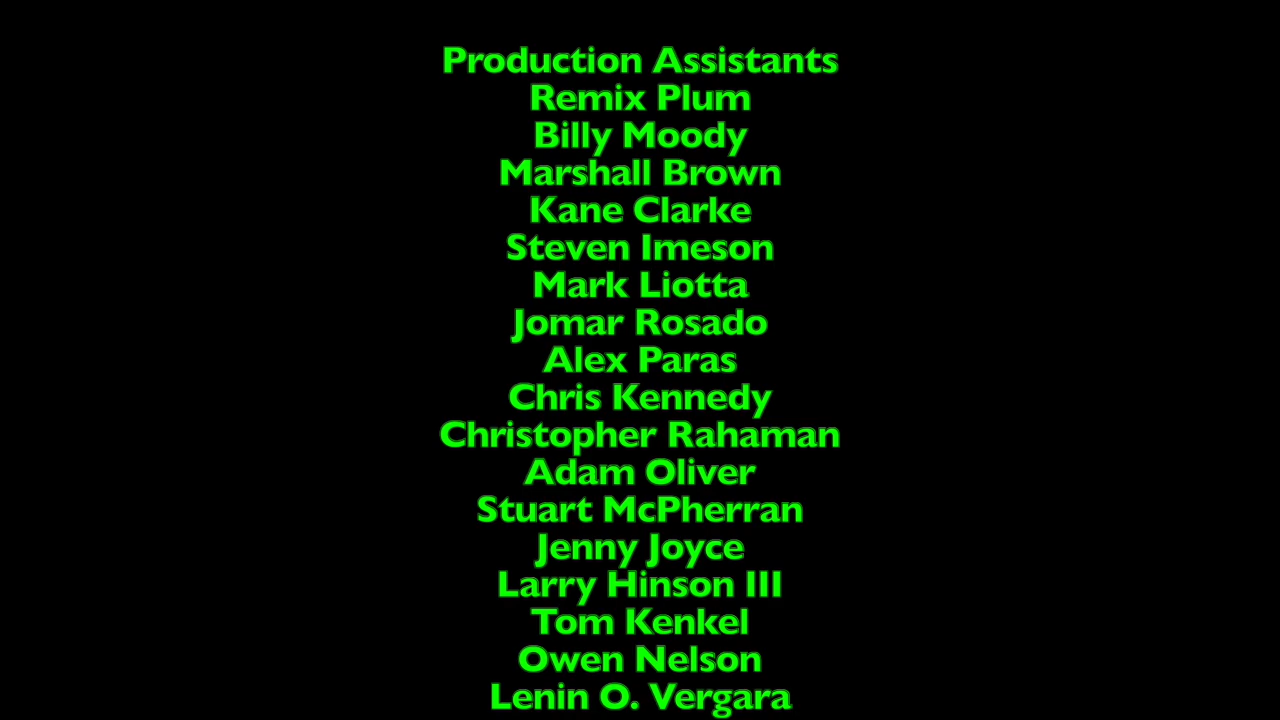 Production Assistants
Remix Plum
Billy Moody
Marshall Brown
Kane Clarke
Steven Imeson
Mark Liotta
Jomar Rosado
Alex Paras
Chris Kennedy
Christopher Rahaman
Adam Oliver
Stuart McPherran
Jenny Joyce
Larry Hinson III
Tom Kenkel
Owen Nelson
Lenin O. Vergara